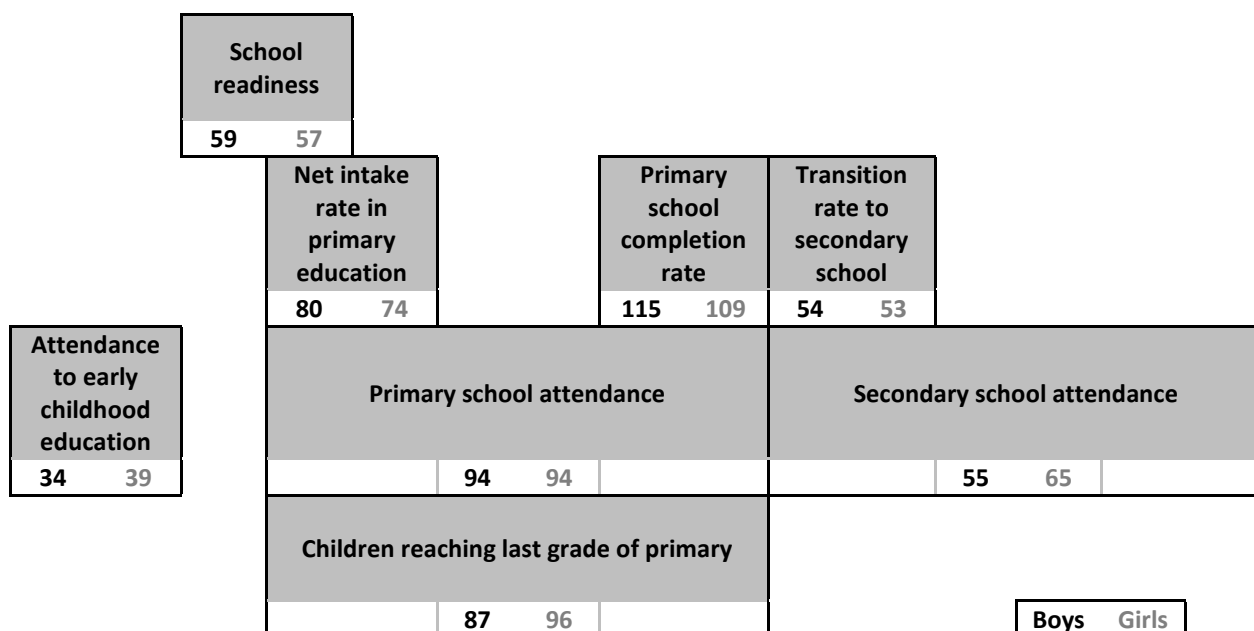 School
readiness
59 57
Net intake
rate in
primary
education
80 74
Primary
school
completion
rate
115 109
Transition
rate to
secondary
school
54 53
Attendance
to early
childhood
education
34 39
Primary school attendance
94 94
Secondary school attendance
55 65
Children reaching last grade of primary
87 96
Boys Girls